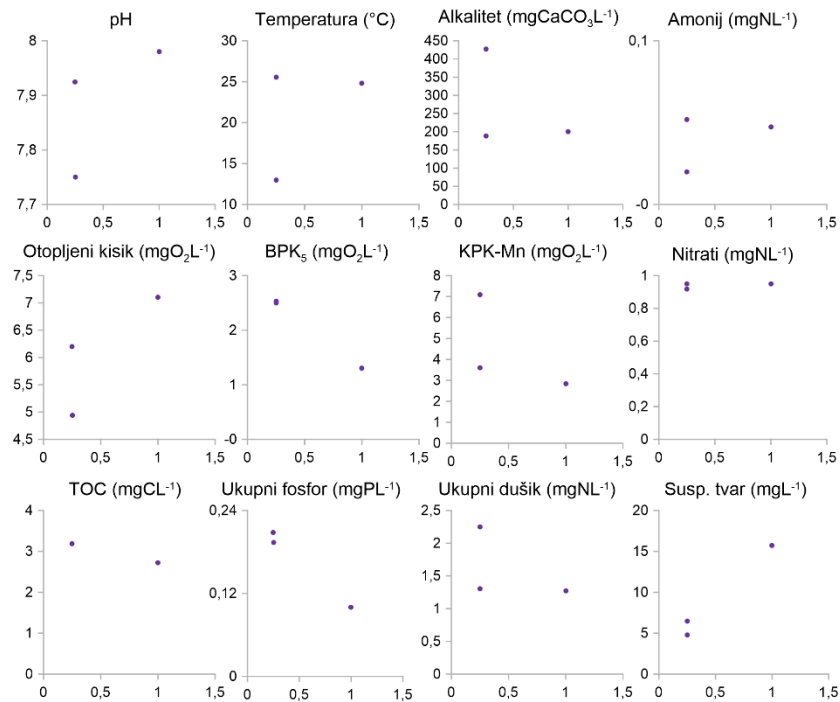 pH
8
7,9
7,8
7,7
0 0,5 1 1,5
Temperatura (°C)
30
25
20
15
10
0 0,5 1 1,5
Alkalitet (mgCaCO₃L⁻¹)
450
400
350
300
250
200
150
100
50
0
0 0,5 1 1,5
Amonij (mgNL⁻¹)
0,1
-0
0 0,5 1 1,5
Otopljeni kisik (mgO₂L⁻¹)
7,5
7
6,5
6
5,5
5
4,5
0 0,5 1 1,5
BPK₅ (mgO₂L⁻¹)
3
2
1
-0
0 0,5 1 1,5
KPK-Mn (mgO₂L⁻¹)
8
7
6
5
4
3
2
1
0
0 0,5 1 1,5
Nitrati (mgNL⁻¹)
1
0,8
0,6
0,4
0,2
0
0 0,5 1 1,5
TOC (mgCL⁻¹)
4
3
2
1
0
0 0,5 1 1,5
Ukupni fosfor (mgPL⁻¹)
0,24
0,12
0
0 0,5 1 1,5
Ukupni dušik (mgNL⁻¹)
2,5
2
1,5
1
0,5
0
0 0,5 1 1,5
Susp. tvar (mgL⁻¹)
20
15
10
5
0
0 0,5 1 1,5